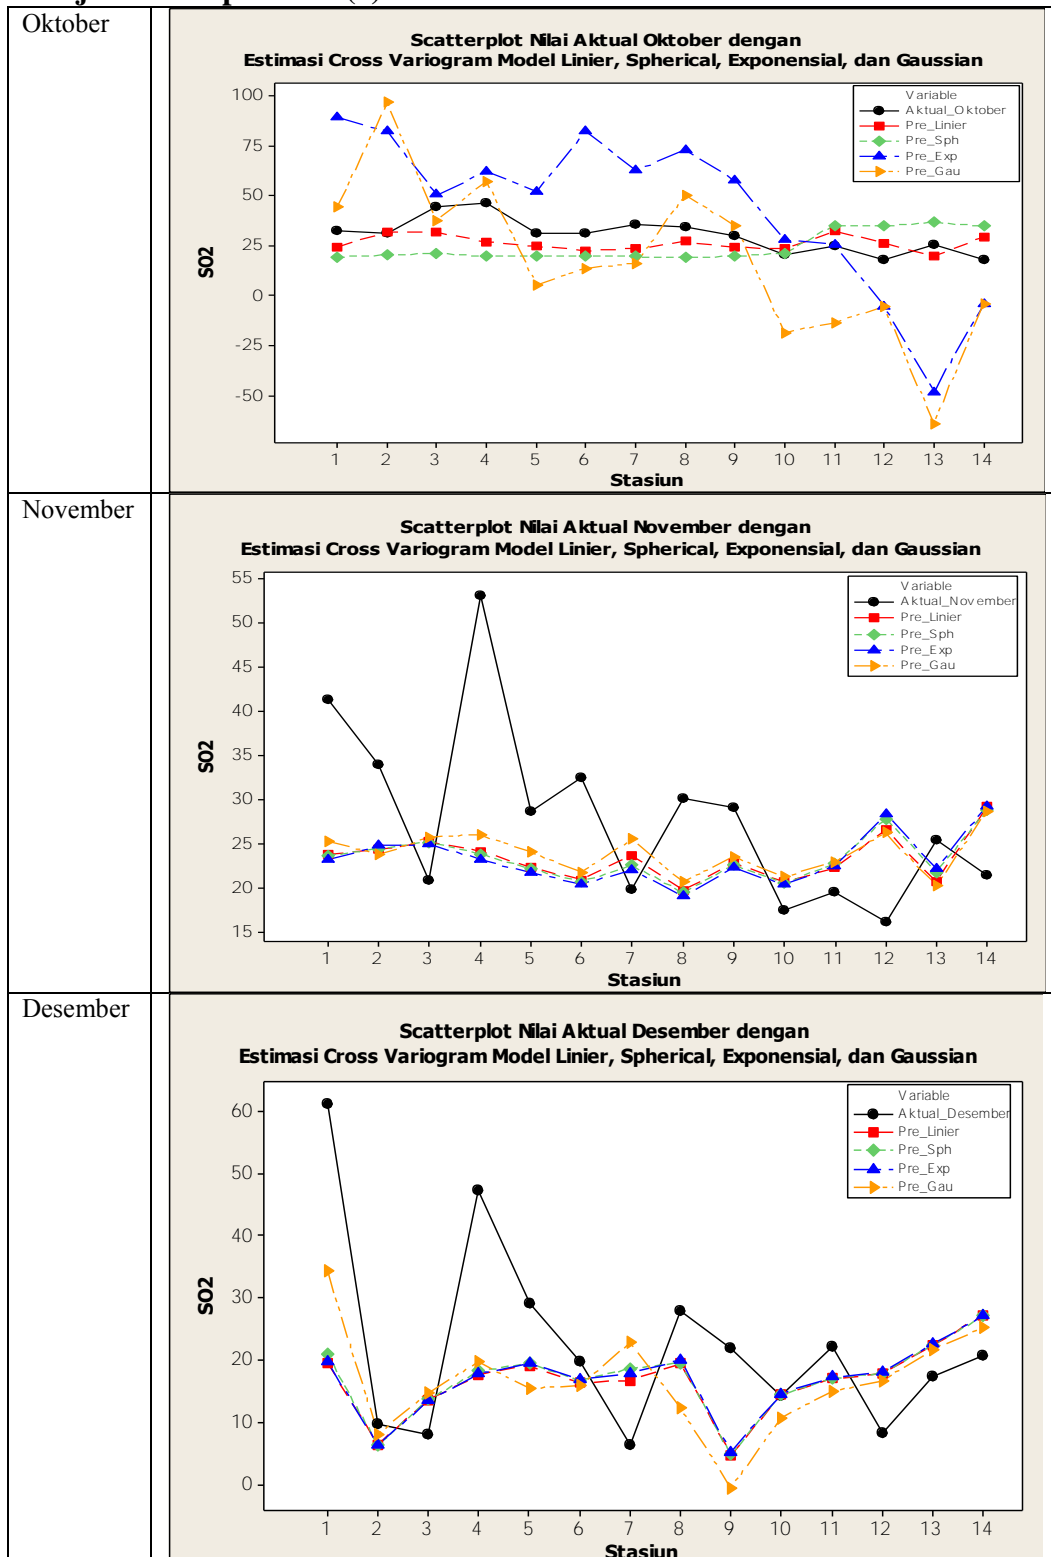 Oktober
Scatterplot Nilai Aktual Oktober dengan
Estimasi Cross Variogram Model Linier, Spherical, Exponensial, dan Gaussian
100
75
50
25
0
-25
-50
SO2
Variable
Aktual_Oktober
Pre_Linier
Pre_Sph
Pre_Exp
Pre_Gau
1 2 3 4 5 6 7 8 9 10 11 12 13 14
Stasiun
November
Scatterplot Nilai Aktual November dengan
Estimasi Cross Variogram Model Linier, Spherical, Exponensial, dan Gaussian
55
50
45
40
35
30
25
20
15
SO2
Variable
Aktual_November
Pre_Linier
Pre_Sph
Pre_Exp
Pre_Gau
1 2 3 4 5 6 7 8 9 10 11 12 13 14
Stasiun
Desember
Scatterplot Nilai Aktual Desember dengan
Estimasi Cross Variogram Model Linier, Spherical, Exponensial, dan Gaussian
60
50
40
30
20
10
0
SO2
Variable
Aktual_Desember
Pre_Linier
Pre_Sph
Pre_Exp
Pre_Gau
1 2 3 4 5 6 7 8 9 10 11 12 13 14
Stasiun